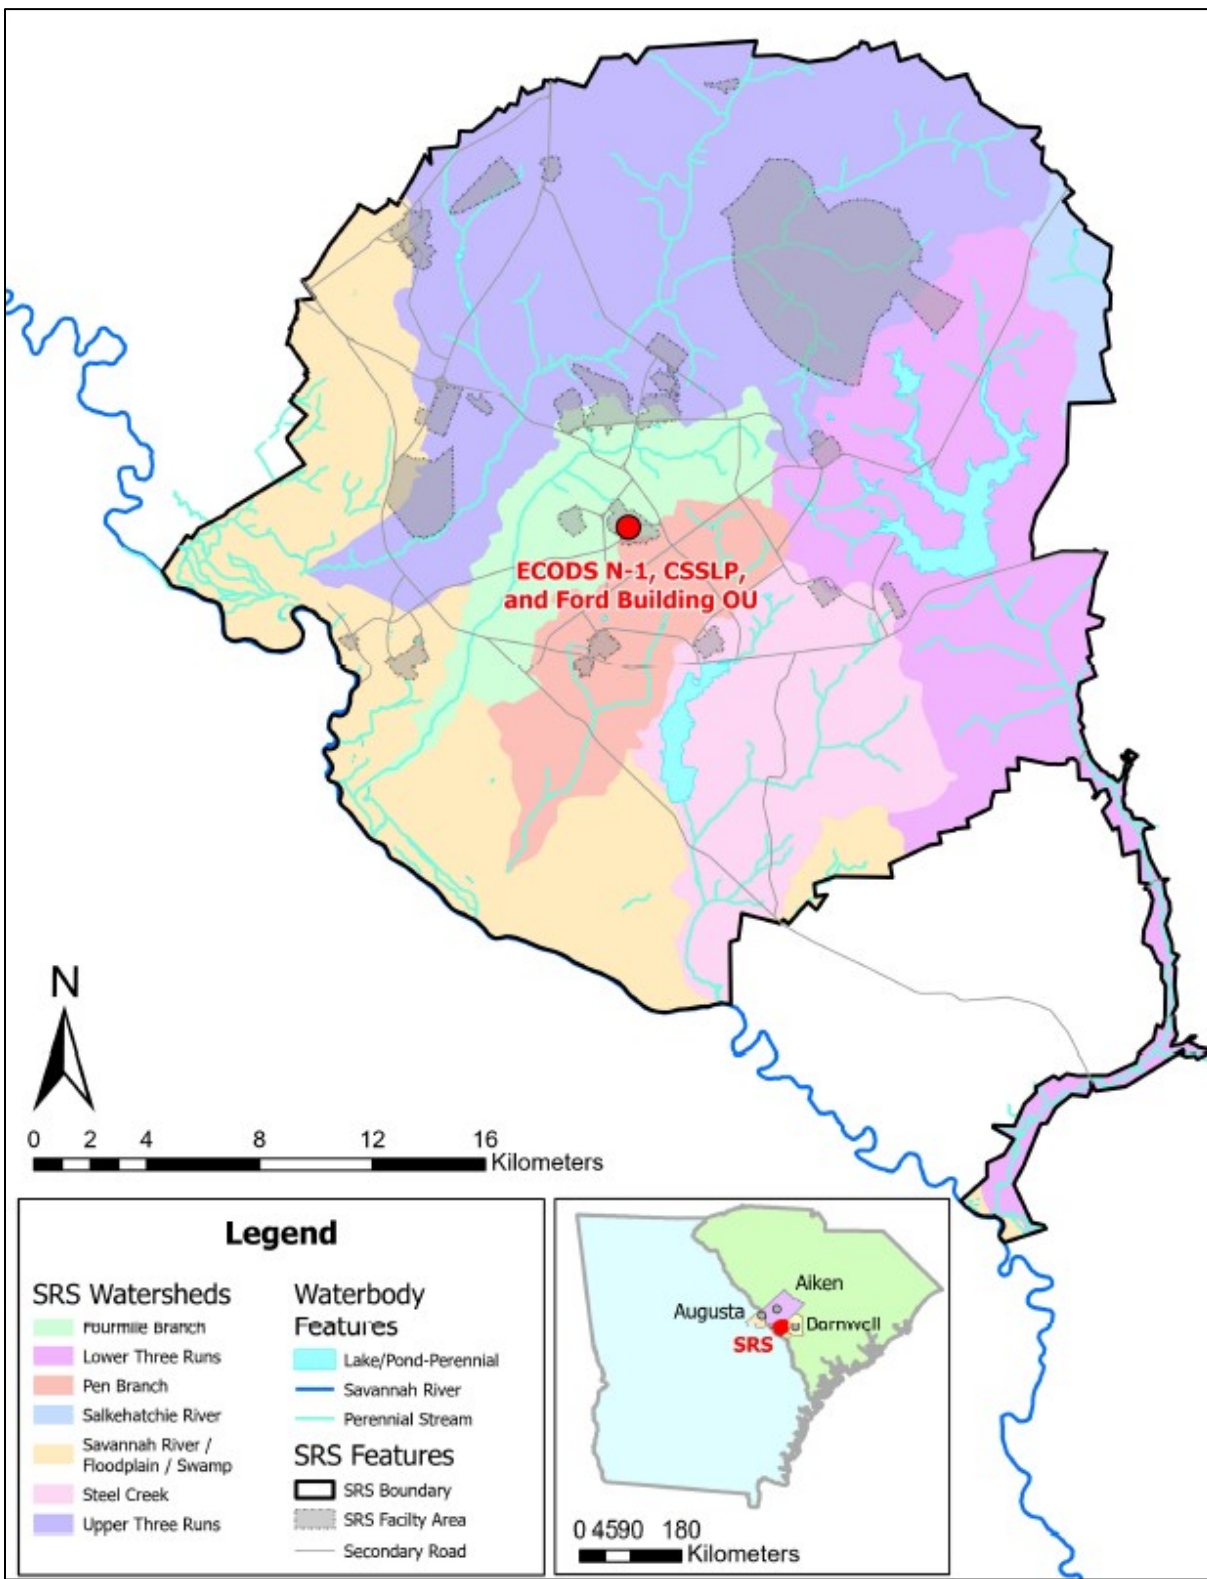 ECODS N-1, CSSLP,
and Ford Building OU
N
0 2 4 8 12 16
Kilometers
Legend
SRS Watersheds
Fourmile Branch
Lower Three Runs
Pen Branch
Salkehatchie River
Savannah River /
Floodplain / Swamp
Steel Creek
Upper Three Runs
Waterbody
Features
Lake/Pond-Perennial
Savannah River
Perennial Stream
SRS Features
SRS Boundary
SRS Facilty Area
Secondary Road
Aiken
Augusta
Barnwell
SRS
0 4590 180
Kilometers